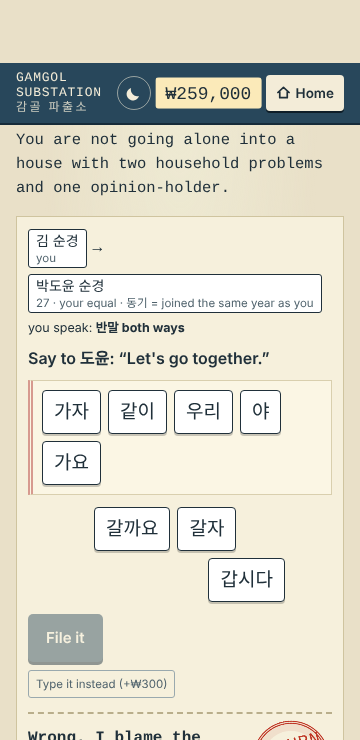 GAMGOL
SUBSTATION
감골 파출소
₩259,000
Home
You are not going alone into a
house with two household problems
and one opinion-holder.
김 순경
you
→
박도윤 순경
27 · your equal · 동기 = joined the same year as you
you speak: 반말 both ways
Say to 도윤: “Let's go together.”
가자 같이 우리 야
가요
갈까요 갈자
갑시다
File it
Type it instead (+₩300)
Wrong, I blame the